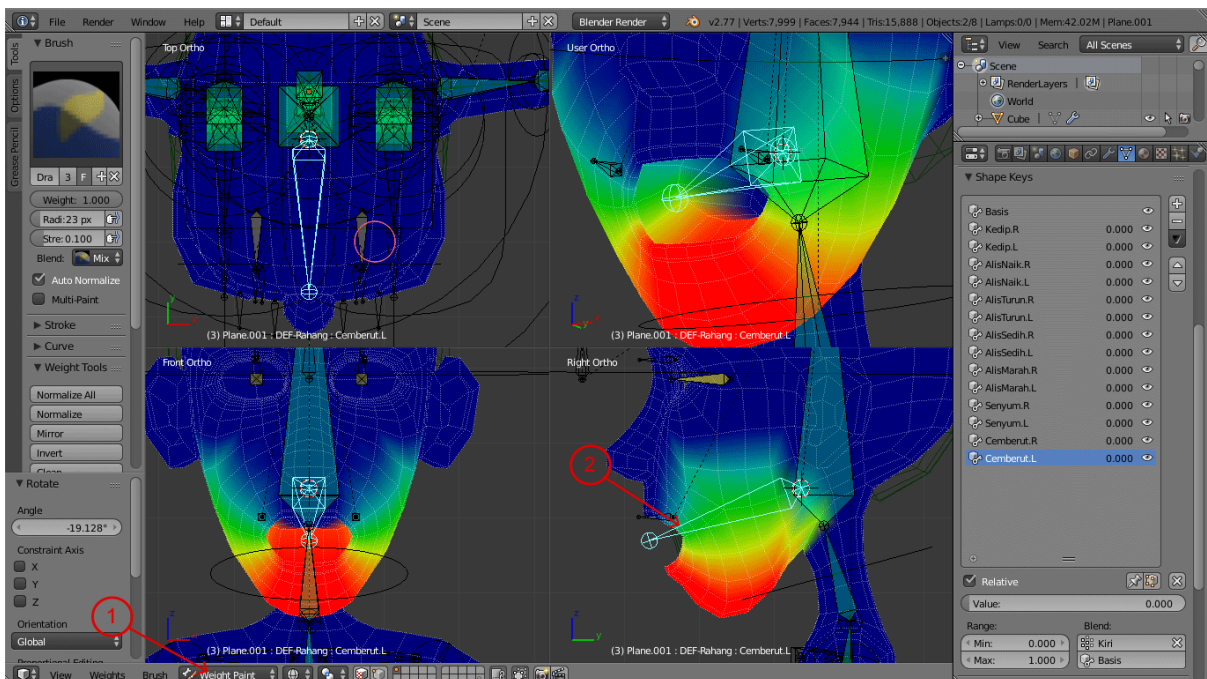 File Render Window Help Default Scene Blender Render v2.77 | Verts:7,999 | Faces:7,944 | Tris:15,888 | Objects:2/8 | Lamps:0/0 | Mem:42.02M | Plane.001
Tools
Options
Grease Pencil
▼ Brush
Dra 3 F
Weight: 1.000
Radi:23 px
Stre:0.100
Blend: Mix
Auto Normalize
Multi-Paint
▶ Stroke
▶ Curve
▼ Weight Tools
Normalize All
Normalize
Mirror
Invert
Clean
▼ Rotate
Angle
-19.128°
Constraint Axis
X
Y
Z
Orientation
Global
Proportional Editing
Top Ortho
y
x
(3) Plane.001 : DEF-Rahang : Cemberut.L
User Ortho
z
y x
(3) Plane.001 : DEF-Rahang : Cemberut.L
Front Ortho
z
x
(3) Plane.001 : DEF-Rahang : Cemberut.L
Right Ortho
z
y
(3) Plane.001 : DEF-Rahang : Cemberut.L
1
2
View Weights Brush Weight Paint
View Search All Scenes
Scene
RenderLayers |
World
Cube |
▼ Shape Keys
Basis
Kedip.R 0.000
Kedip.L 0.000
AlisNaik.R 0.000
AlisNaik.L 0.000
AlisTurun.R 0.000
AlisTurun.L 0.000
AlisSedih.R 0.000
AlisSedih.L 0.000
AlisMarah.R 0.000
AlisMarah.L 0.000
Senyum.R 0.000
Senyum.L 0.000
Cemberut.R 0.000
Cemberut.L 0.000
Relative
Value: 0.000
Range: Blend:
Min: 0.000 Kiri
Max: 1.000 Basis